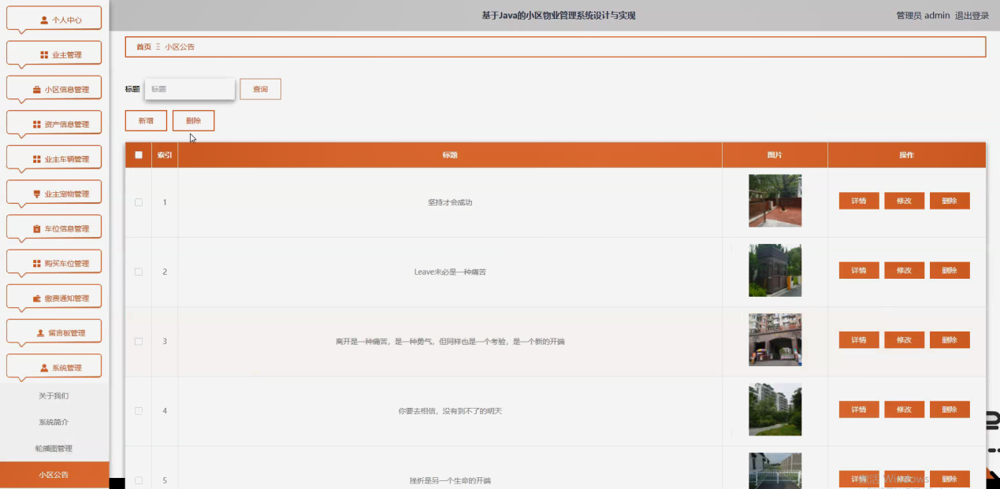 基于Java的小区物业管理系统设计与实现
管理员 admin 退出登录
个人中心
业主管理
小区信息管理
资产信息管理
业主车辆管理
业主宠物管理
车位信息管理
购买车位管理
缴费通知管理
留言板管理
系统管理
关于我们
系统简介
轮播图管理
小区公告
首页 Ξ 小区公告
标题 标题 查询
新增 删除
索引 标题 图片 操作
1 坚持才会成功 详情 修改 删除
2 Leave未必是一种痛苦 详情 修改 删除
3 离开是一种痛苦，是一种勇气，但同样也是一个考验，是一个新的开端 详情 修改 删除
4 你要去相信，没有到不了的明天 详情 修改 删除
5 挫折是另一个生命的开端 详情 修改 删除
激活 Windows